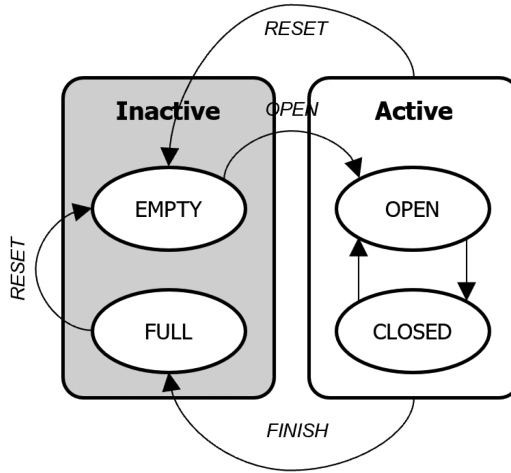 RESET
Inactive
OPEN
Active
EMPTY
OPEN
RESET
FULL
CLOSED
FINISH